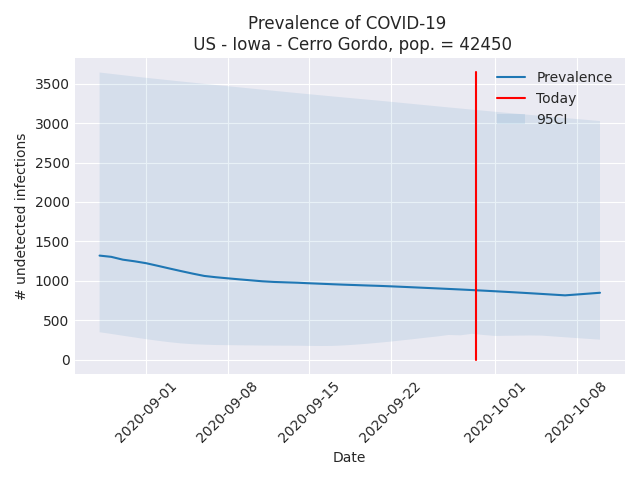 Prevalence of COVID-19
US - Iowa - Cerro Gordo, pop. = 42450
Prevalence
Today
95CI
# undetected infections
3500
3000
2500
2000
1500
1000
500
0
2020-09-01
2020-09-08
2020-09-15
2020-09-22
2020-10-01
2020-10-08
Date